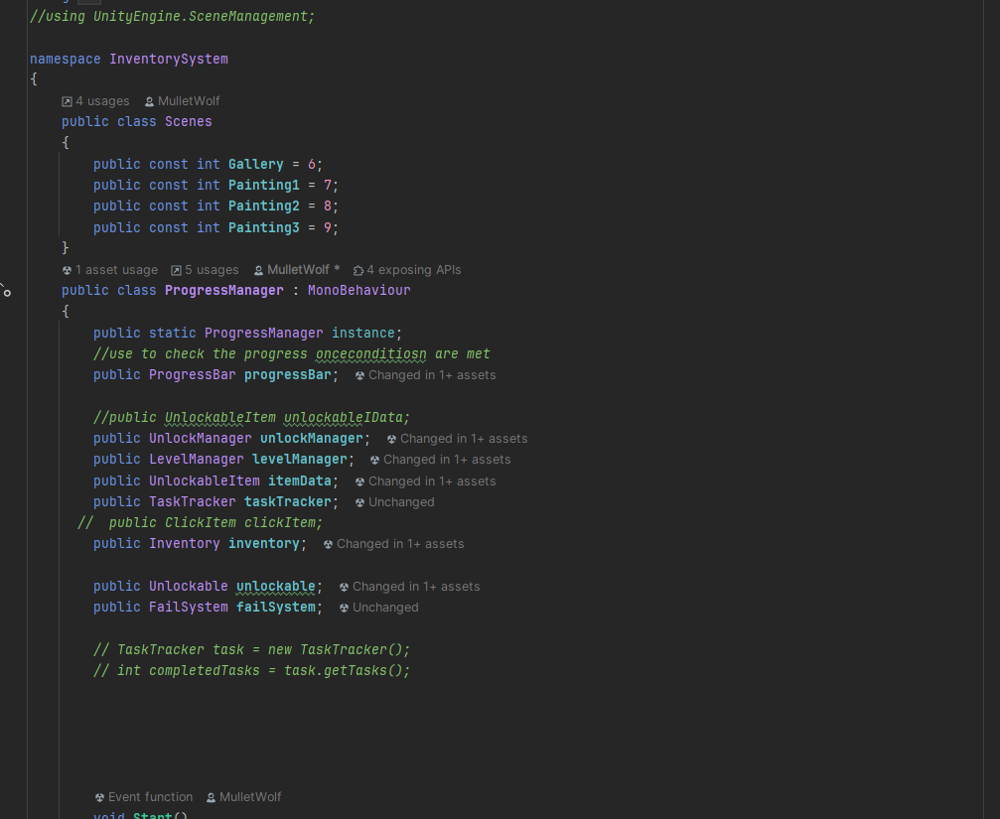 //using UnityEngine.SceneManagement;
namespace InventorySystem
{
4 usages MulletWolf
public class Scenes
{
public const int Gallery = 6;
public const int Painting1 = 7;
public const int Painting2 = 8;
public const int Painting3 = 9;
}
1 asset usage 5 usages MulletWolf * 4 exposing APIs
public class ProgressManager : MonoBehaviour
{
public static ProgressManager instance;
//use to check the progress onceconditiosn are met
public ProgressBar progressBar; Changed in 1+ assets
//public UnlockableItem unlockableIData;
public UnlockManager unlockManager; Changed in 1+ assets
public LevelManager levelManager; Changed in 1+ assets
public UnlockableItem itemData; Changed in 1+ assets
public TaskTracker taskTracker; Unchanged
// public ClickItem clickItem;
public Inventory inventory; Changed in 1+ assets
public Unlockable unlockable; Changed in 1+ assets
public FailSystem failSystem; Unchanged
// TaskTracker task = new TaskTracker();
// int completedTasks = task.getTasks();
Event function MulletWolf
void Start()